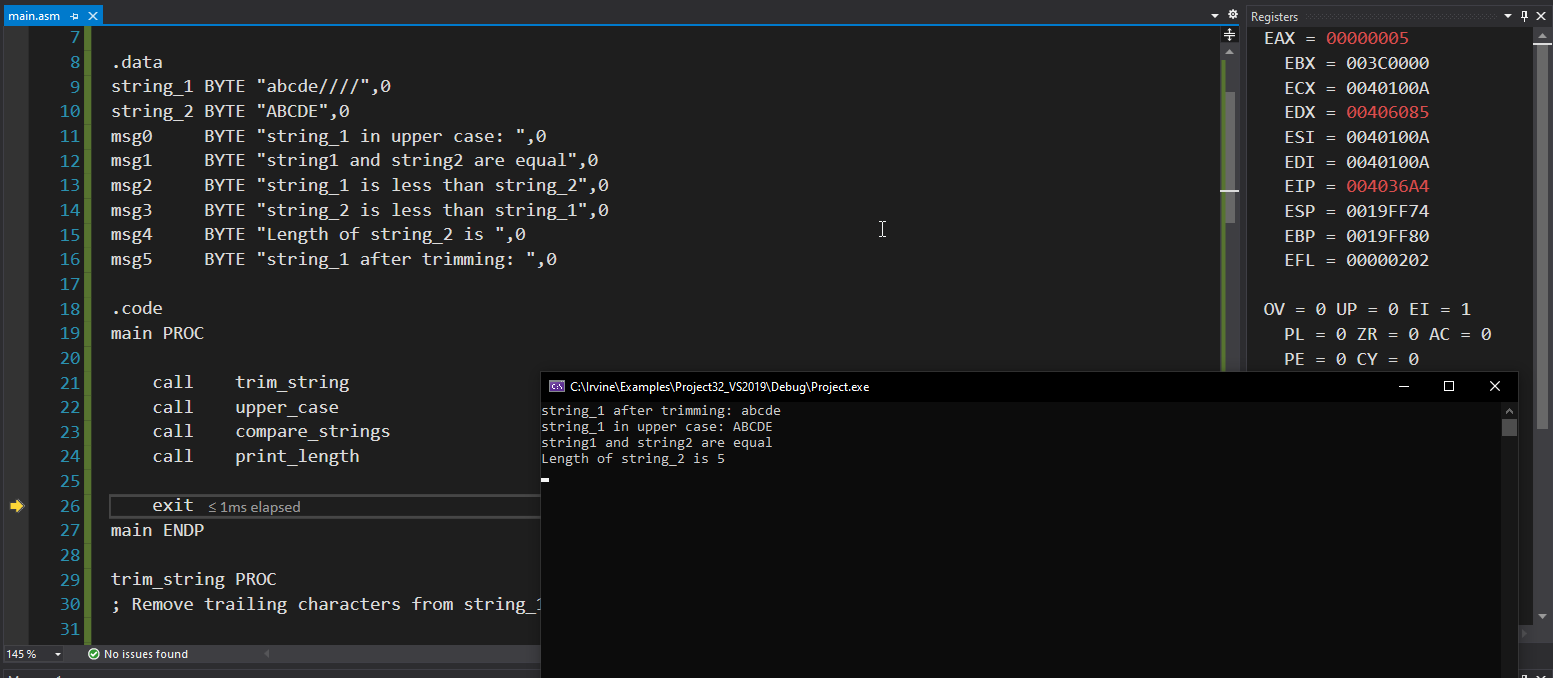 main.asm
7
8 .data
9 string_1 BYTE "abcde////",0
10 string_2 BYTE "ABCDE",0
11 msg0     BYTE "string_1 in upper case: ",0
12 msg1     BYTE "string1 and string2 are equal",0
13 msg2     BYTE "string_1 is less than string_2",0
14 msg3     BYTE "string_2 is less than string_1",0
15 msg4     BYTE "Length of string_2 is ",0
16 msg5     BYTE "string_1 after trimming: ",0
17
18 .code
19 main PROC
20
21     call    trim_string
22     call    upper_case
23     call    compare_strings
24     call    print_length
25
26     exit ≤ 1ms elapsed
27 main ENDP
28
29 trim_string PROC
30 ; Remove trailing characters from string_1
31
145 %
No issues found
Registers
EAX = 00000005
EBX = 003C0000
ECX = 0040100A
EDX = 00406085
ESI = 0040100A
EDI = 0040100A
EIP = 004036A4
ESP = 0019FF74
EBP = 0019FF80
EFL = 00000202
OV = 0 UP = 0 EI = 1
PL = 0 ZR = 0 AC = 0
PE = 0 CY = 0
C:\Irvine\Examples\Project32_VS2019\Debug\Project.exe
string_1 after trimming: abcde
string_1 in upper case: ABCDE
string1 and string2 are equal
Length of string_2 is 5